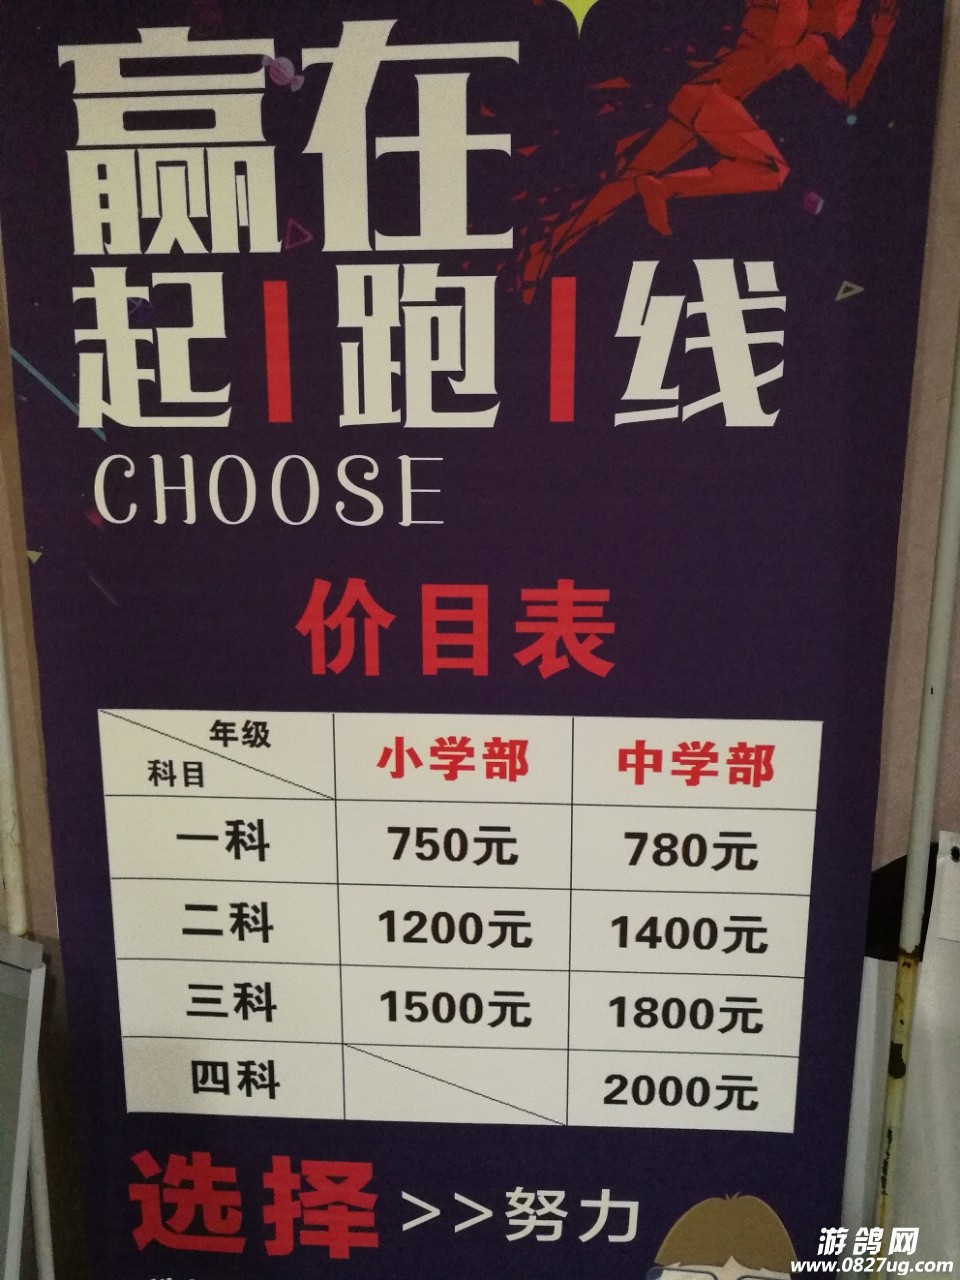 赢在
起|跑|线
CHOOSE
价目表
年级
科目 小学部 中学部
一科 750元 780元
二科 1200元 1400元
三科 1500元 1800元
四科 2000元
选择>>努力
游鸽网
www.0827ug.com